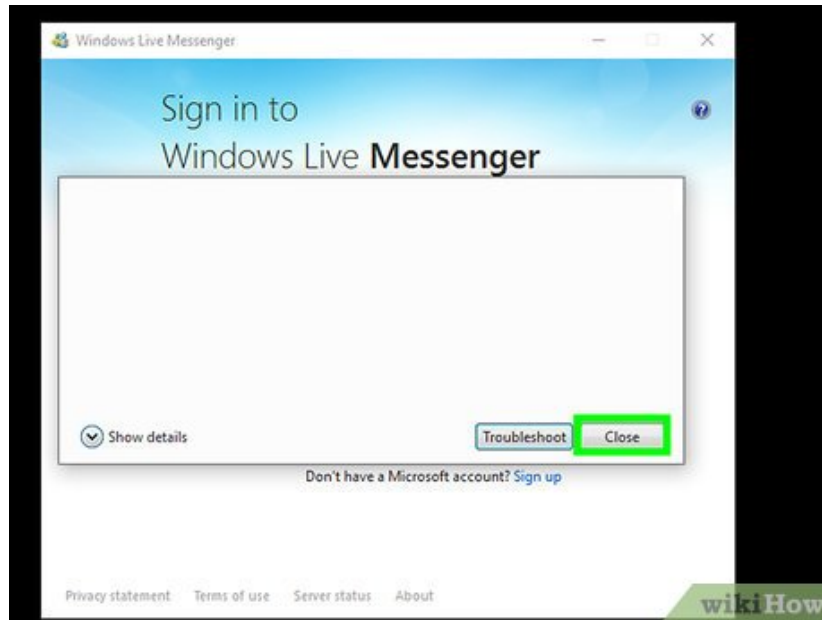 Windows Live Messenger
Sign in to
Windows Live Messenger
Show details
Troubleshoot
Close
Don't have a Microsoft account? Sign up
Privacy statement Terms of use Server status About
wikiHow